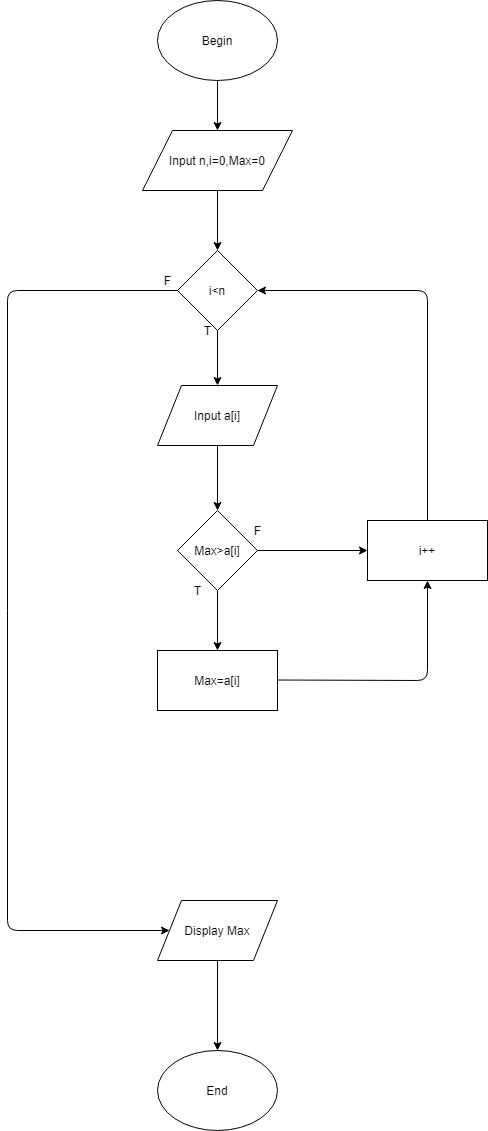 Begin
Input n,i=0,Max=0
F
i<n
T
Input a[i]
F
Max>a[i]
i++
T
Max=a[i]
Display Max
End